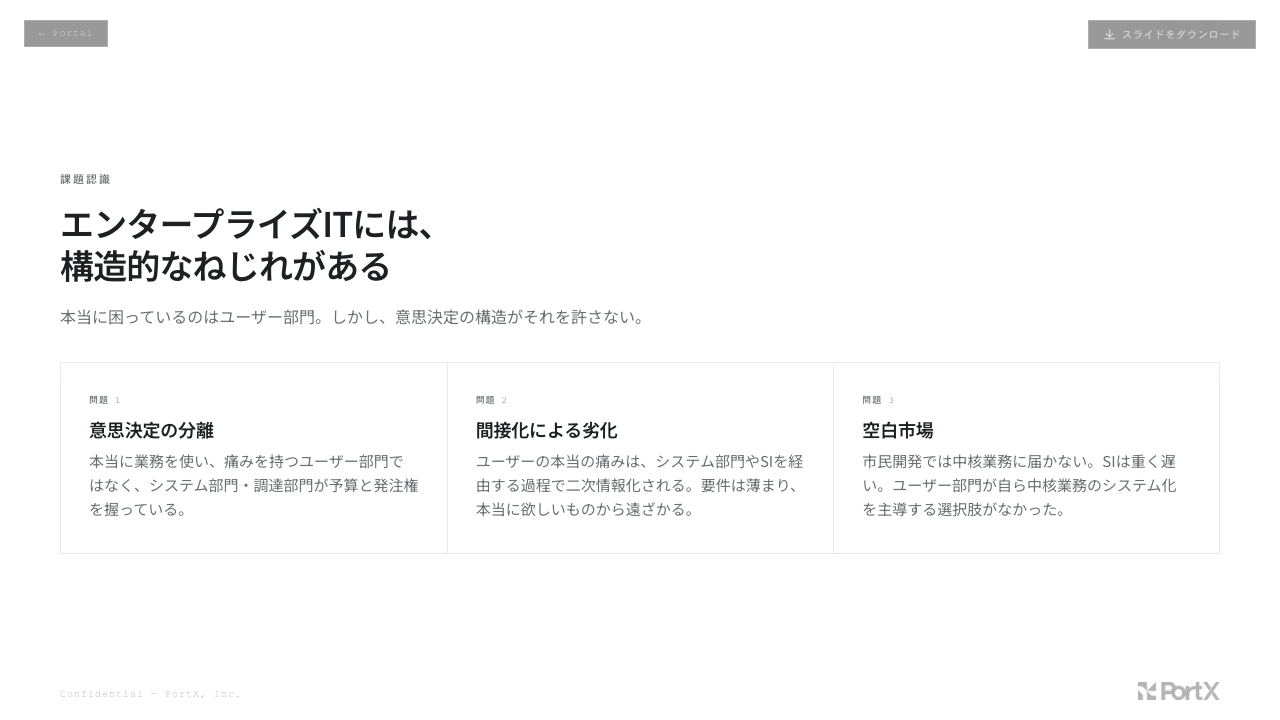 ← Portal
スライドをダウンロード
課題認識
エンタープライズITには、
構造的なねじれがある
本当に困っているのはユーザー部門。しかし、意思決定の構造がそれを許さない。
問題 1
意思決定の分離
本当に業務を使い、痛みを持つユーザー部門で
はなく、システム部門・調達部門が予算と発注権
を握っている。
問題 2
間接化による劣化
ユーザーの本当の痛みは、システム部門やSIを経
由する過程で二次情報化される。要件は薄まり、
本当に欲しいものから遠ざかる。
問題 3
空白市場
市民開発では中核業務に届かない。SIは重く遅
い。ユーザー部門が自ら中核業務のシステム化
を主導する選択肢がなかった。
Confidential — PortX, Inc.
PortX